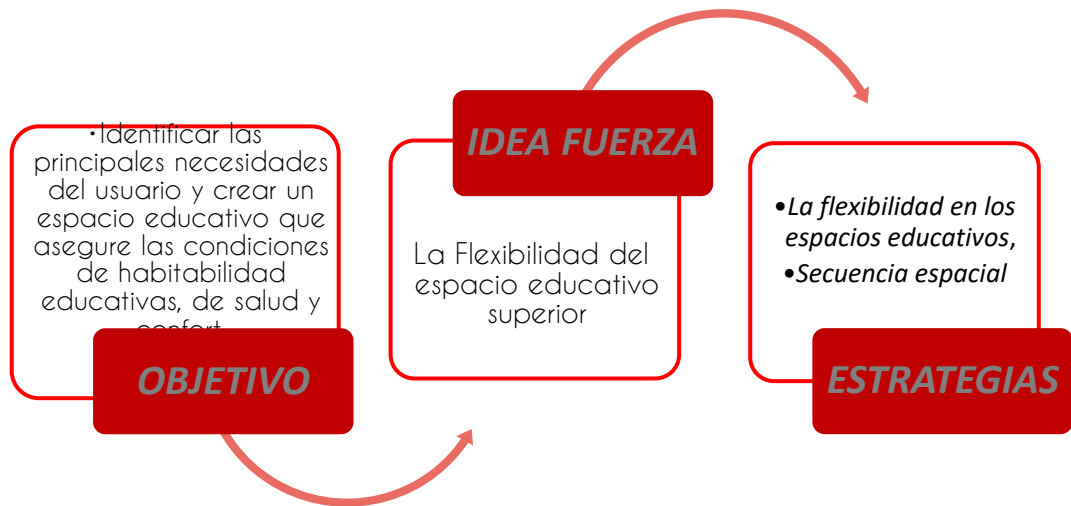 •Identificar las
principales necesidades
del usuario y crear un
espacio educativo que
asegure las condiciones
de habitabilidad
educativas, de salud y
confort
OBJETIVO
IDEA FUERZA
La Flexibilidad del
espacio educativo
superior
•La flexibilidad en los
espacios educativos,
•Secuencia espacial
ESTRATEGIAS